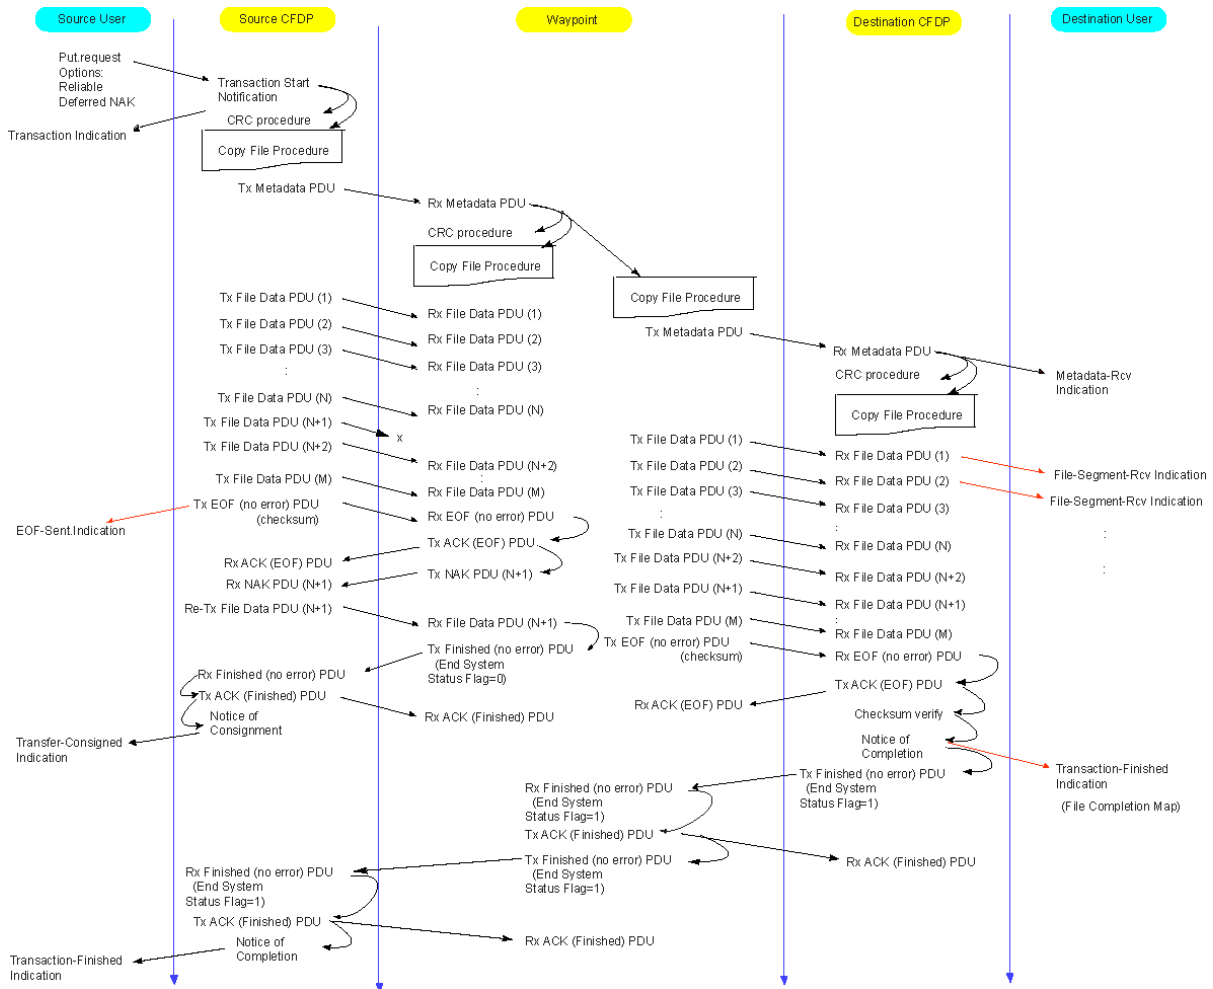 Source User
Source CFDP
Waypoint
Destination CFDP
Destination User
Put.request
Options:
Reliable
Deferred NAK
Transaction Start
Notification
CRC procedure
Transaction Indication
Copy File Procedure
Tx Metadata PDU
Rx Metadata PDU
CRC procedure
Copy File Procedure
Copy File Procedure
Tx Metadata PDU
Rx Metadata PDU
CRC procedure
Metadata-Rcv
Indication
Copy File Procedure
Tx File Data PDU (1)
Rx File Data PDU (1)
Tx File Data PDU (2)
Rx File Data PDU (2)
Tx File Data PDU (3)
Rx File Data PDU (3)
:
:
Tx File Data PDU (N)
Rx File Data PDU (N)
Tx File Data PDU (N+1)
x
Tx File Data PDU (N+2)
Rx File Data PDU (N+2)
:
Tx File Data PDU (M)
Rx File Data PDU (M)
Tx EOF (no error) PDU
(checksum)
Rx EOF (no error) PDU
EOF-Sent.Indication
Tx ACK (EOF) PDU
Rx ACK (EOF) PDU
Tx NAK PDU (N+1)
Rx NAK PDU (N+1)
Re-Tx File Data PDU (N+1)
Rx File Data PDU (N+1)
Tx Finished (no error) PDU
(End System
Status Flag=0)
Rx Finished (no error) PDU
Tx ACK (Finished) PDU
Rx ACK (Finished) PDU
Notice of
Consignment
Transfer-Consigned
Indication
Tx File Data PDU (1)
Rx File Data PDU (1)
File-Segment-Rcv Indication
Tx File Data PDU (2)
Rx File Data PDU (2)
File-Segment-Rcv Indication
Tx File Data PDU (3)
Rx File Data PDU (3)
:
:
:
Tx File Data PDU (N)
Rx File Data PDU (N)
Tx File Data PDU (N+2)
Rx File Data PDU (N+2)
:
Tx File Data PDU (N+1)
Rx File Data PDU (N+1)
:
Tx File Data PDU (M)
Rx File Data PDU (M)
Tx EOF (no error) PDU
(checksum)
Rx EOF (no error) PDU
Tx ACK (EOF) PDU
Rx ACK (EOF) PDU
Checksum verify
Notice of
Completion
Transaction-Finished
Indication
(File Completion Map)
Tx Finished (no error) PDU
(End System
Status Flag=1)
Rx Finished (no error) PDU
(End System
Status Flag=1)
Tx ACK (Finished) PDU
Rx ACK (Finished) PDU
Tx Finished (no error) PDU
(End System
Status Flag=1)
Rx Finished (no error) PDU
(End System
Status Flag=1)
Tx ACK (Finished) PDU
Rx ACK (Finished) PDU
Notice of
Completion
Transaction-Finished
Indication